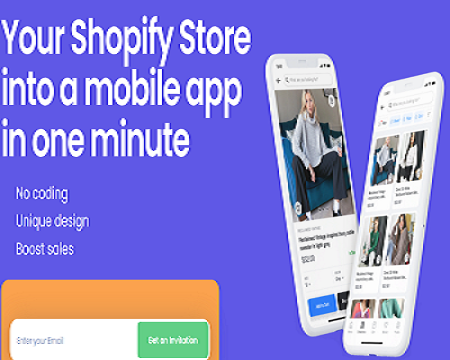 Your Shopify Store
into a mobile app
in one minute
No coding
Unique design
Boost sales
Enter your Email
Get an Invitation